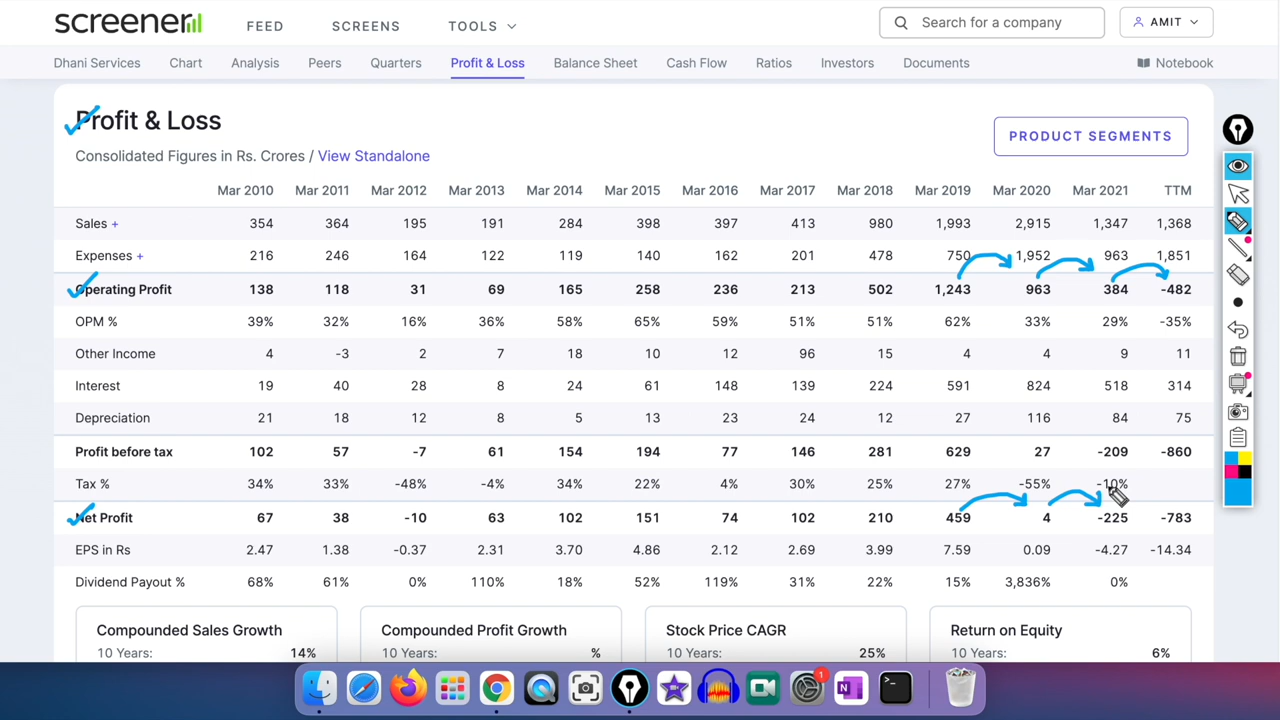 screener
FEED SCREENS TOOLS
Search for a company
AMIT
Dhani Services Chart Analysis Peers Quarters Profit & Loss Balance Sheet Cash Flow Ratios Investors Documents Notebook
Profit & Loss
PRODUCT SEGMENTS
Consolidated Figures in Rs. Crores / View Standalone
Mar 2010 Mar 2011 Mar 2012 Mar 2013 Mar 2014 Mar 2015 Mar 2016 Mar 2017 Mar 2018 Mar 2019 Mar 2020 Mar 2021 TTM
Sales + 354 364 195 191 284 398 397 413 980 1,993 2,915 1,347 1,368
Expenses + 216 246 164 122 119 140 162 201 478 750 1,952 963 1,851
Operating Profit 138 118 31 69 165 258 236 213 502 1,243 963 384 -482
OPM % 39% 32% 16% 36% 58% 65% 59% 51% 51% 62% 33% 29% -35%
Other Income 4 -3 2 7 18 10 12 96 15 4 4 9 11
Interest 19 40 28 8 24 61 148 139 224 591 824 518 314
Depreciation 21 18 12 8 5 13 23 24 12 27 116 84 75
Profit before tax 102 57 -7 61 154 194 77 146 281 629 27 -209 -860
Tax % 34% 33% -48% -4% 34% 22% 4% 30% 25% 27% -55% -10%
Net Profit 67 38 -10 63 102 151 74 102 210 459 4 -225 -783
EPS in Rs 2.47 1.38 -0.37 2.31 3.70 4.86 2.12 2.69 3.99 7.59 0.09 -4.27 -14.34
Dividend Payout % 68% 61% 0% 110% 18% 52% 119% 31% 22% 15% 3,836% 0%
Compounded Sales Growth Compounded Profit Growth Stock Price CAGR Return on Equity
10 Years: 14% 10 Years: % 10 Years: 25% 10 Years: 6%
1